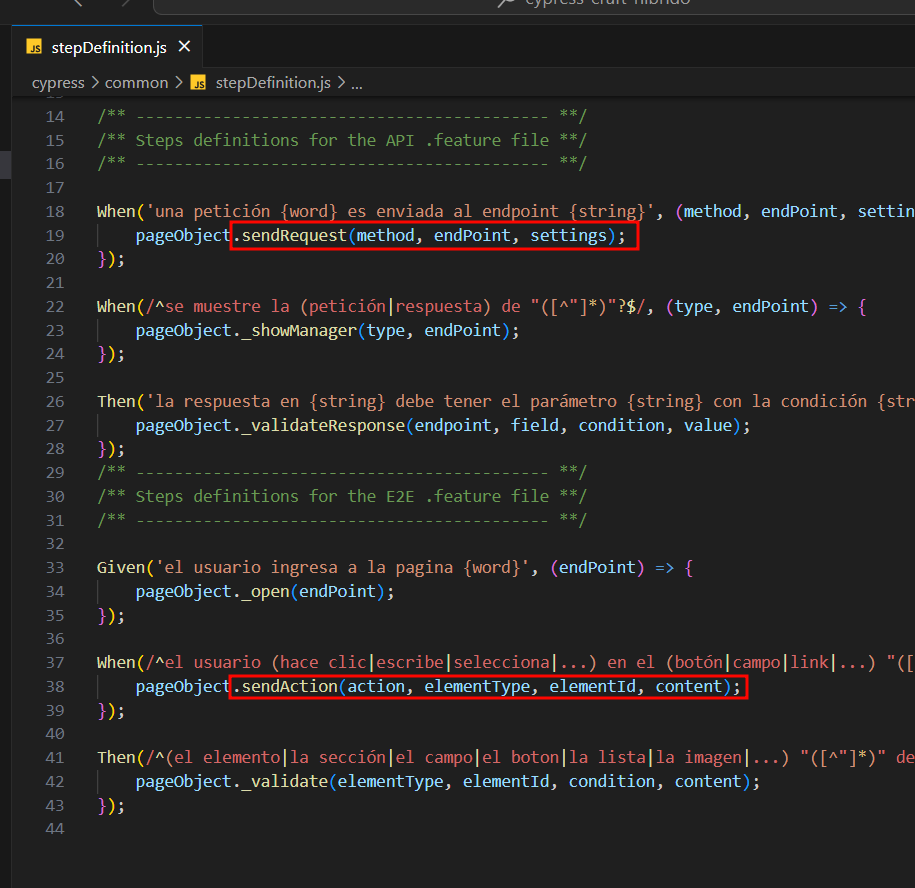 cypress-craft-hibrido
JS stepDefinition.js ×
cypress > common > JS stepDefinition.js > ...
14 /** ------------------------------------------- **/
15 /** Steps definitions for the API .feature file **/
16 /** ------------------------------------------- **/
17
18 When('una petición {word} es enviada al endpoint {string}', (method, endPoint, settin
19 pageObject.sendRequest(method, endPoint, settings);
20 });
21
22 When(/^se muestre la (petición|respuesta) de "([^"]*)"?$/, (type, endPoint) => {
23 pageObject._showManager(type, endPoint);
24 });
25
26 Then('la respuesta en {string} debe tener el parámetro {string} con la condición {str
27 pageObject._validateResponse(endpoint, field, condition, value);
28 });
29 /** ------------------------------------------- **/
30 /** Steps definitions for the E2E .feature file **/
31 /** ------------------------------------------- **/
32
33 Given('el usuario ingresa a la pagina {word}', (endPoint) => {
34 pageObject._open(endPoint);
35 });
36
37 When(/^el usuario (hace clic|escribe|selecciona|...) en el (botón|campo|link|...) "([
38 pageObject.sendAction(action, elementType, elementId, content);
39 });
40
41 Then(/^(el elemento|la sección|el campo|el boton|la lista|la imagen|...) "([^"]*)" de
42 pageObject._validate(elementType, elementId, condition, content);
43 });
44